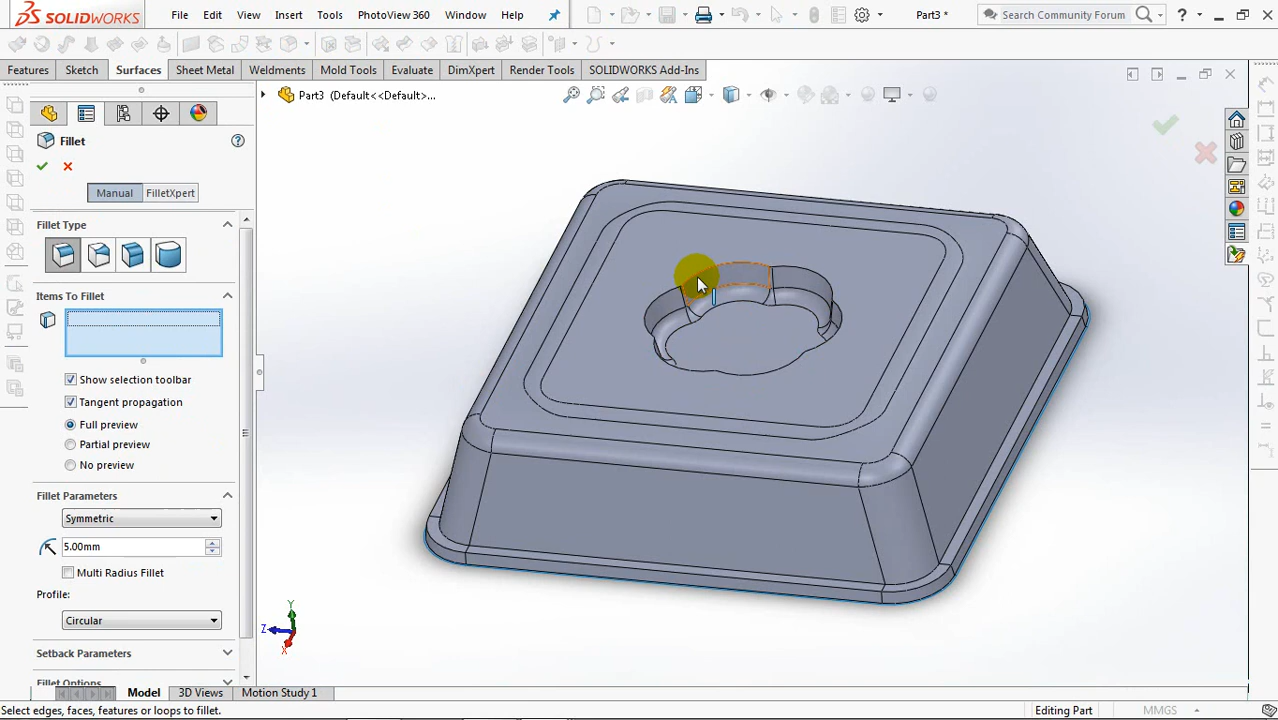 SOLIDWORKS File Edit View Insert Tools PhotoView 360 Window Help Part3 * Search Community Forum ?
Features Sketch Surfaces Sheet Metal Weldments Mold Tools Evaluate DimXpert Render Tools SOLIDWORKS Add-Ins
Part3 (Default<<Default>...
Fillet ?
Manual FilletXpert
Fillet Type
Items To Fillet
Show selection toolbar
Tangent propagation
Full preview
Partial preview
No preview
Fillet Parameters
Symmetric
5.00mm
Multi Radius Fillet
Profile:
Circular
Y
Z
X
Setback Parameters
Fillet Options
Model 3D Views Motion Study 1
Select edges, faces, features or loops to fillet. Editing Part MMGS